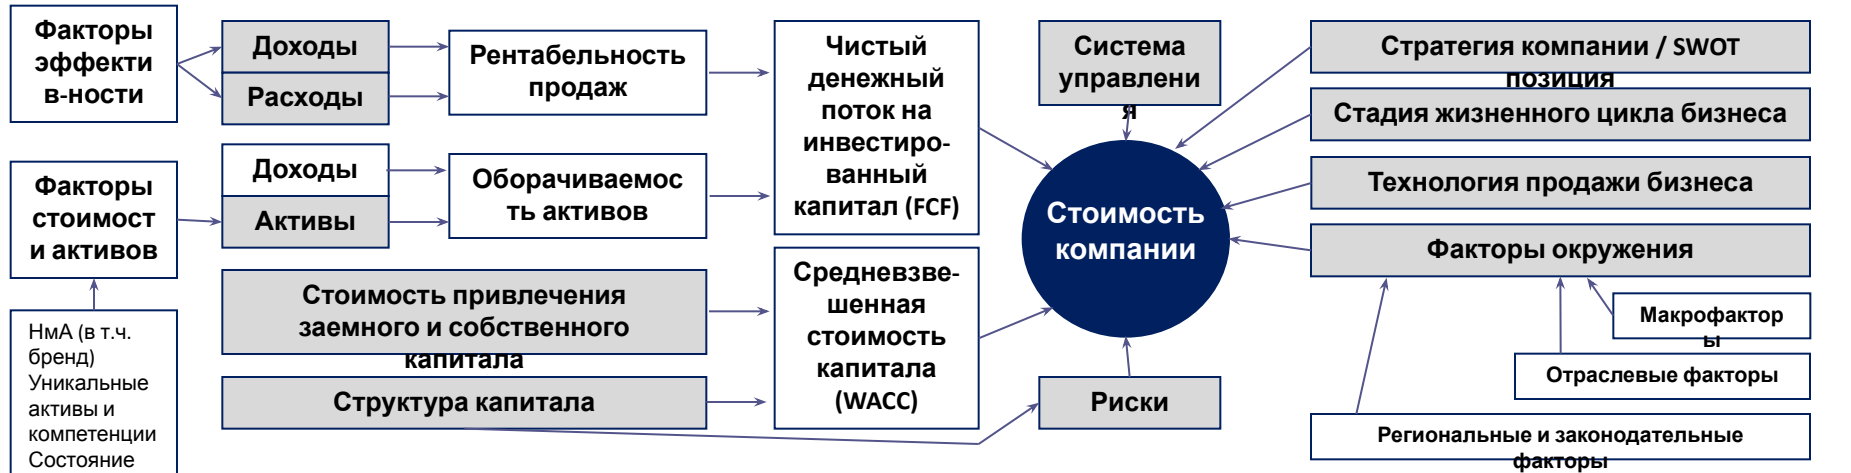 Факторы
эффекти
в-ности
Доходы
Расходы
Рентабельность
продаж
Факторы
стоимост
и активов
Доходы
Активы
Оборачиваемос
ть активов
НмА (в т.ч.
бренд)
Уникальные
активы и
компетенции
Состояние
Стоимость привлечения
заемного и собственного
капитала
Структура капитала
Чистый
денежный
поток на
инвестиро-
ванный
капитал (FCF)
Средневзве-
шенная
стоимость
капитала
(WACC)
Система
управлени
я
Стоимость
компании
Риски
Стратегия компании / SWOT
позиция
Стадия жизненного цикла бизнеса
Технология продажи бизнеса
Факторы окружения
Макрофактор
ы
Отраслевые факторы
Региональные и законодательные
факторы